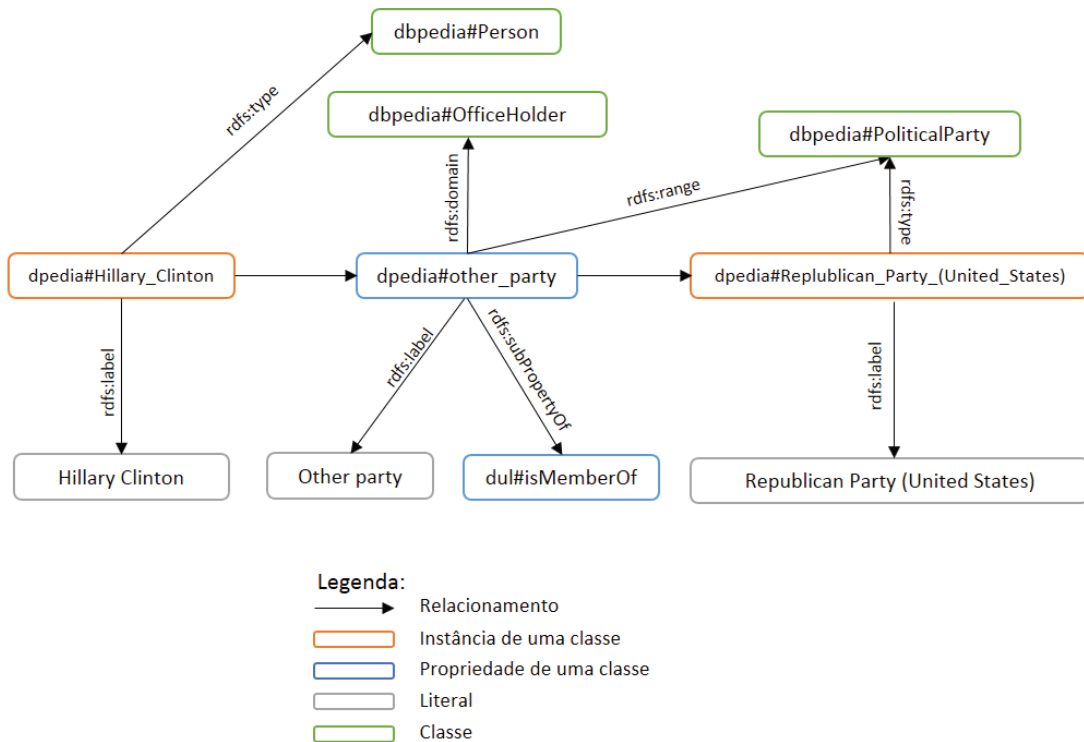 dbpedia#Person
rdfs:type
dbpedia#OfficeHolder
dbpedia#PoliticalParty
rdfs:domain
rdfs:range
rdfs:type
dpedia#Hillary_Clinton
dpedia#other_party
dpedia#Replublican_Party_(United_States)
rdfs:label
rdfs:label
rdfs:subPropertyOf
rdfs:label
Hillary Clinton
Other party
dul#isMemberOf
Republican Party (United States)
Legenda:
Relacionamento
Instância de uma classe
Propriedade de uma classe
Literal
Classe